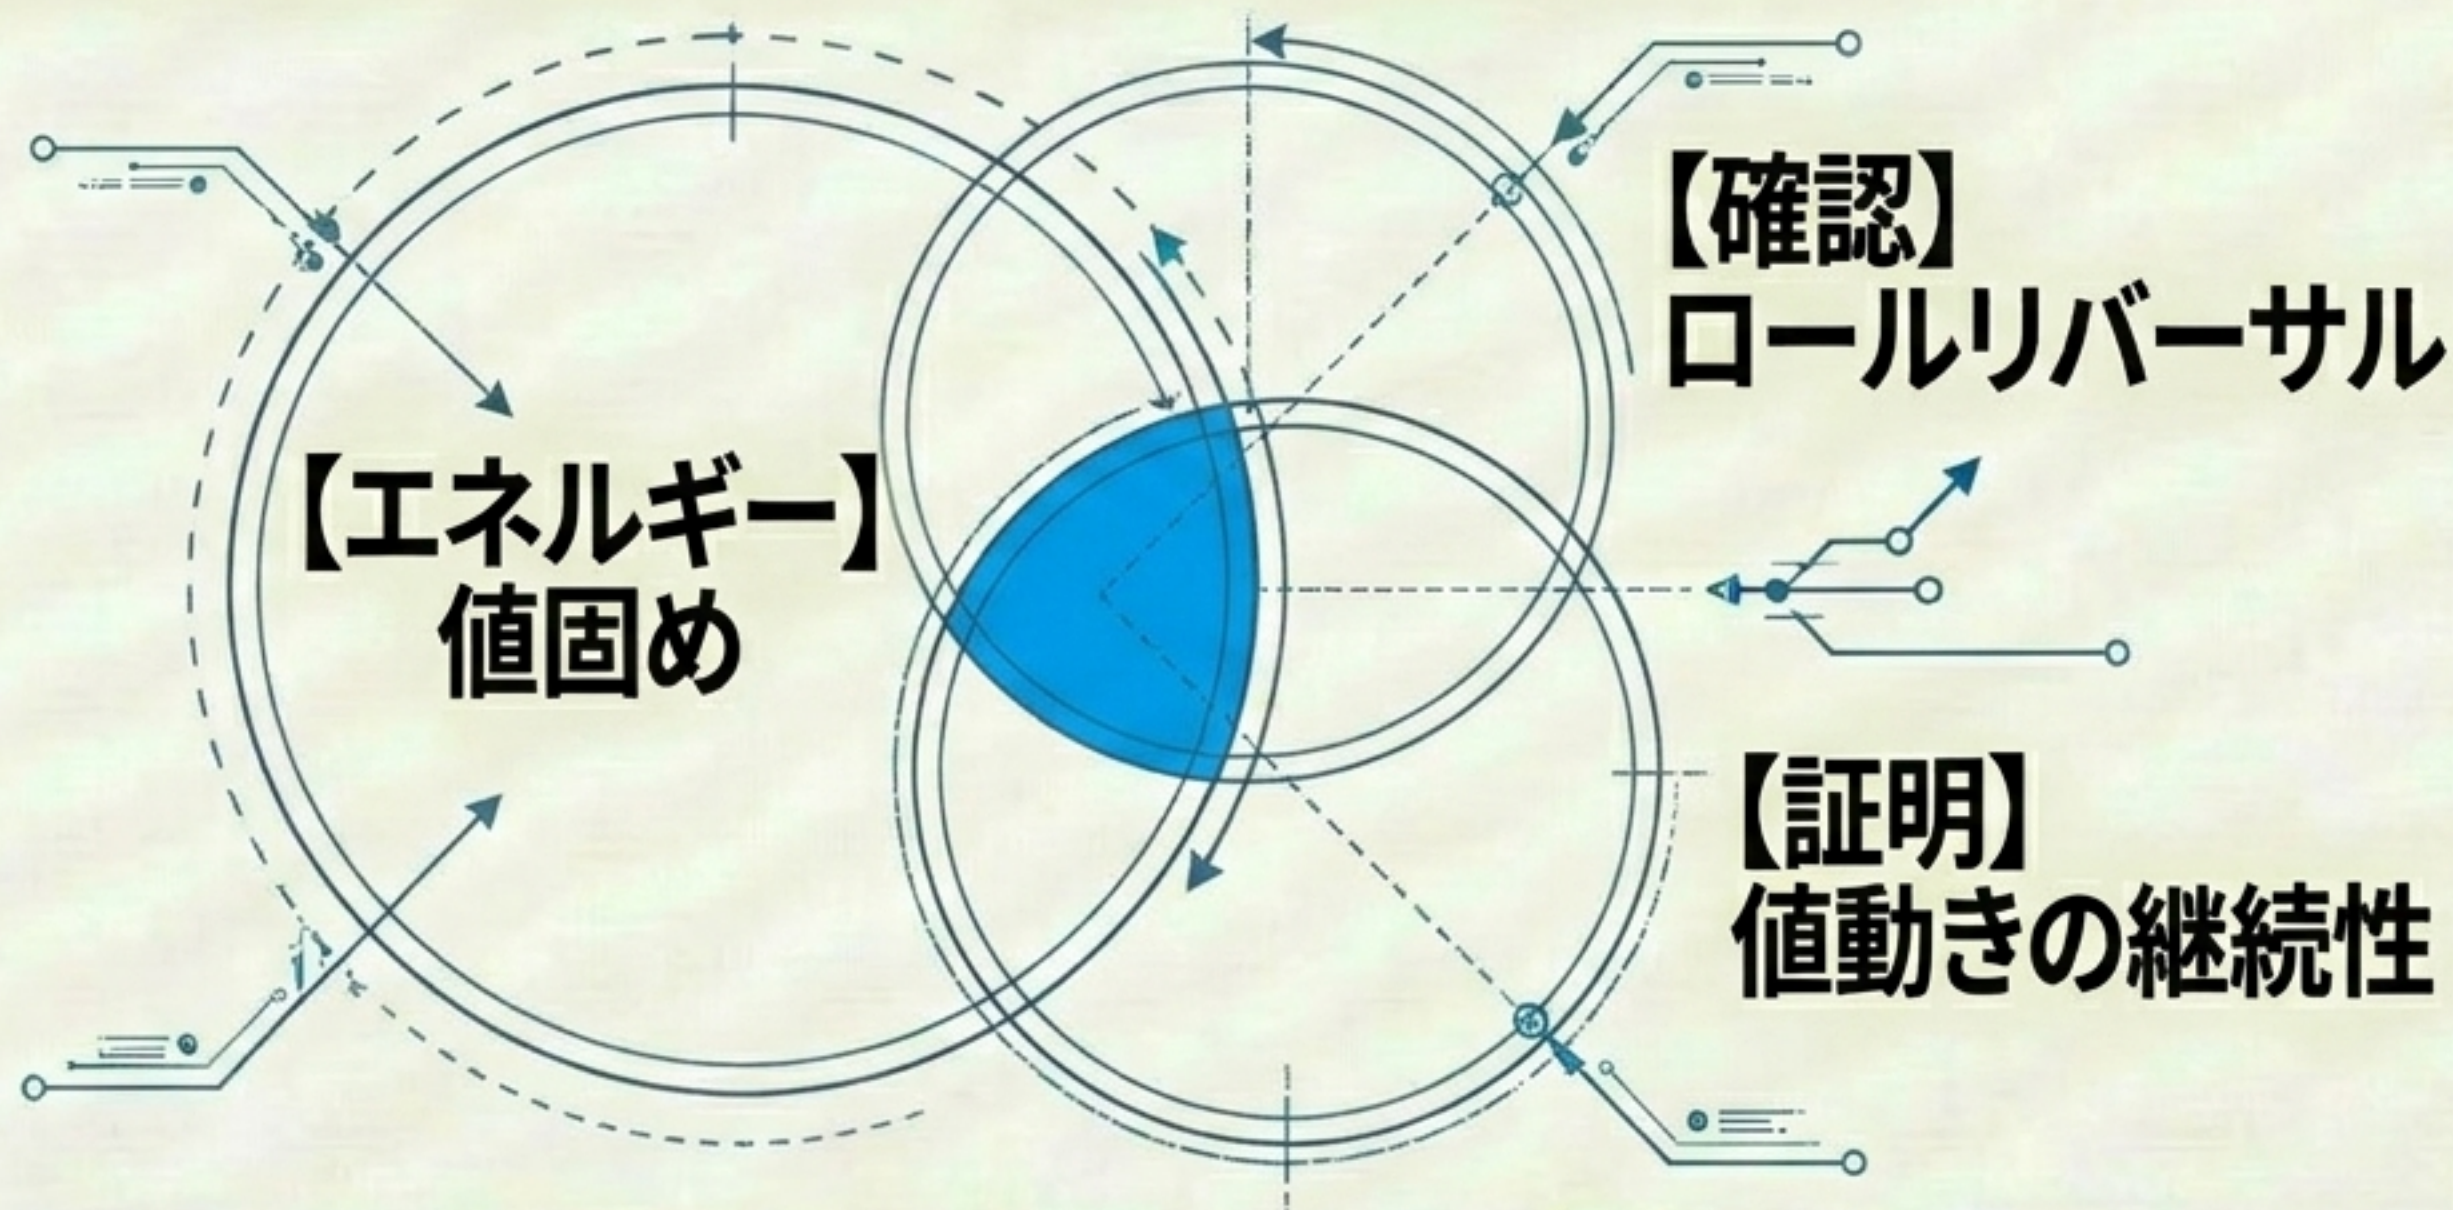 【エネルギー】
値固め
【確認】
ロールリバーサル
【証明】
値動きの継続性